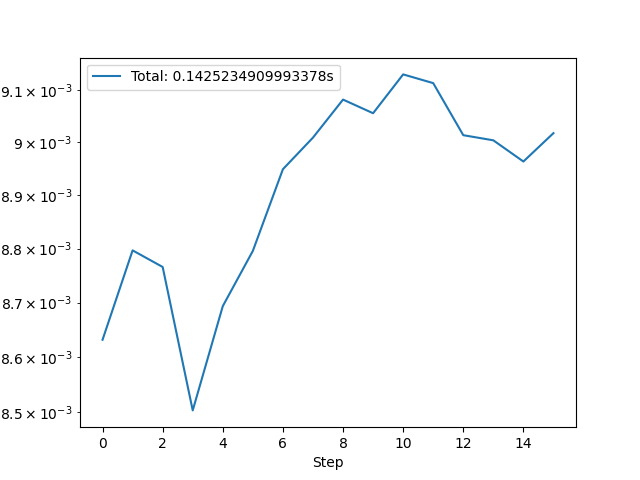 Total: 0.1425234909993378s
9.1 × 10⁻³
9 × 10⁻³
8.9 × 10⁻³
8.8 × 10⁻³
8.7 × 10⁻³
8.6 × 10⁻³
8.5 × 10⁻³
0 2 4 6 8 10 12 14
Step